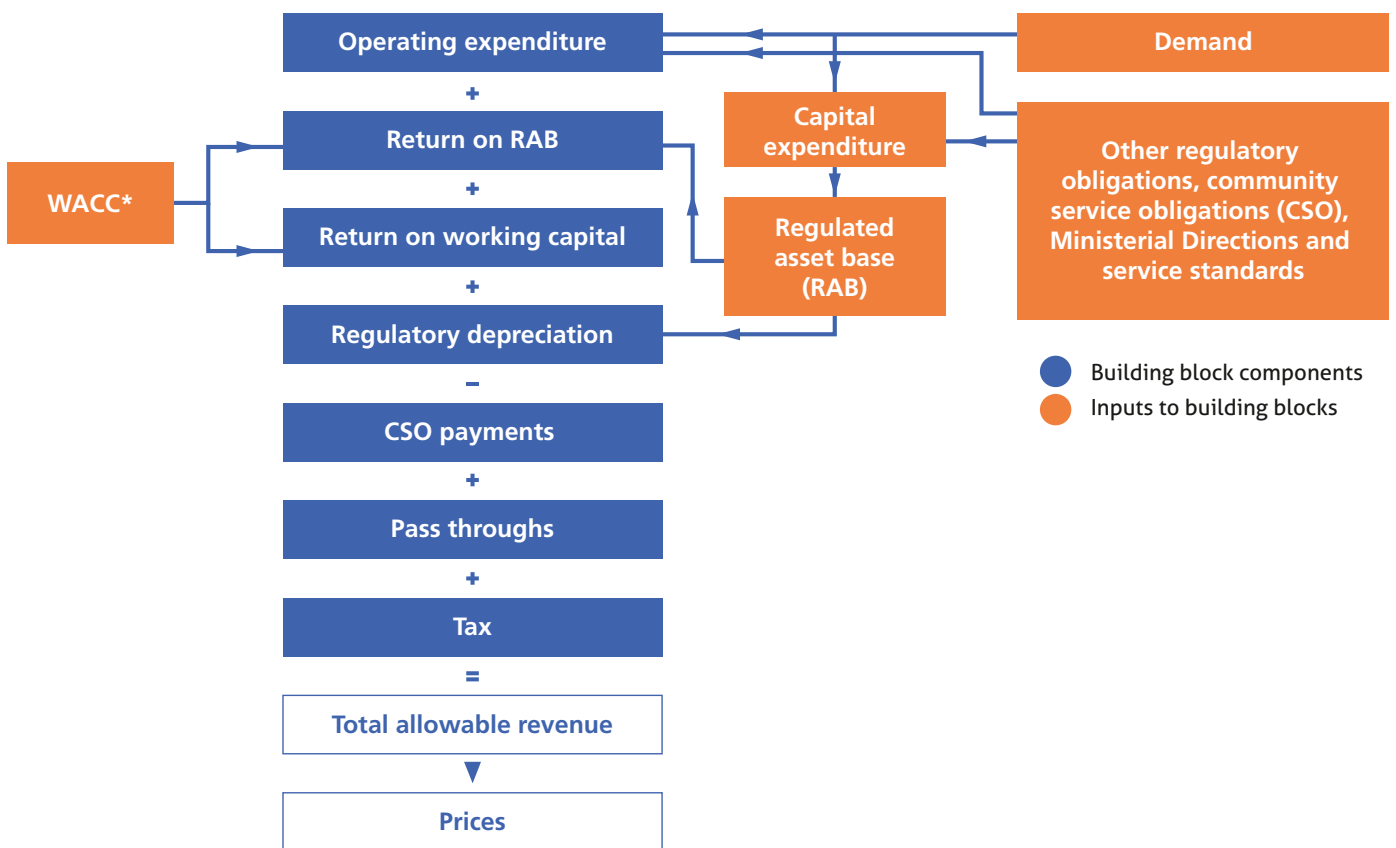 Operating expenditure
+
Return on RAB
+
Return on working capital
+
Regulatory depreciation
-
CSO payments
+
Pass throughs
+
Tax
=
Total allowable revenue
Prices
WACC*
Capital
expenditure
Regulated
asset base
(RAB)
Demand
Other regulatory
obligations, community
service obligations (CSO),
Ministerial Directions and
service standards
Building block components
Inputs to building blocks